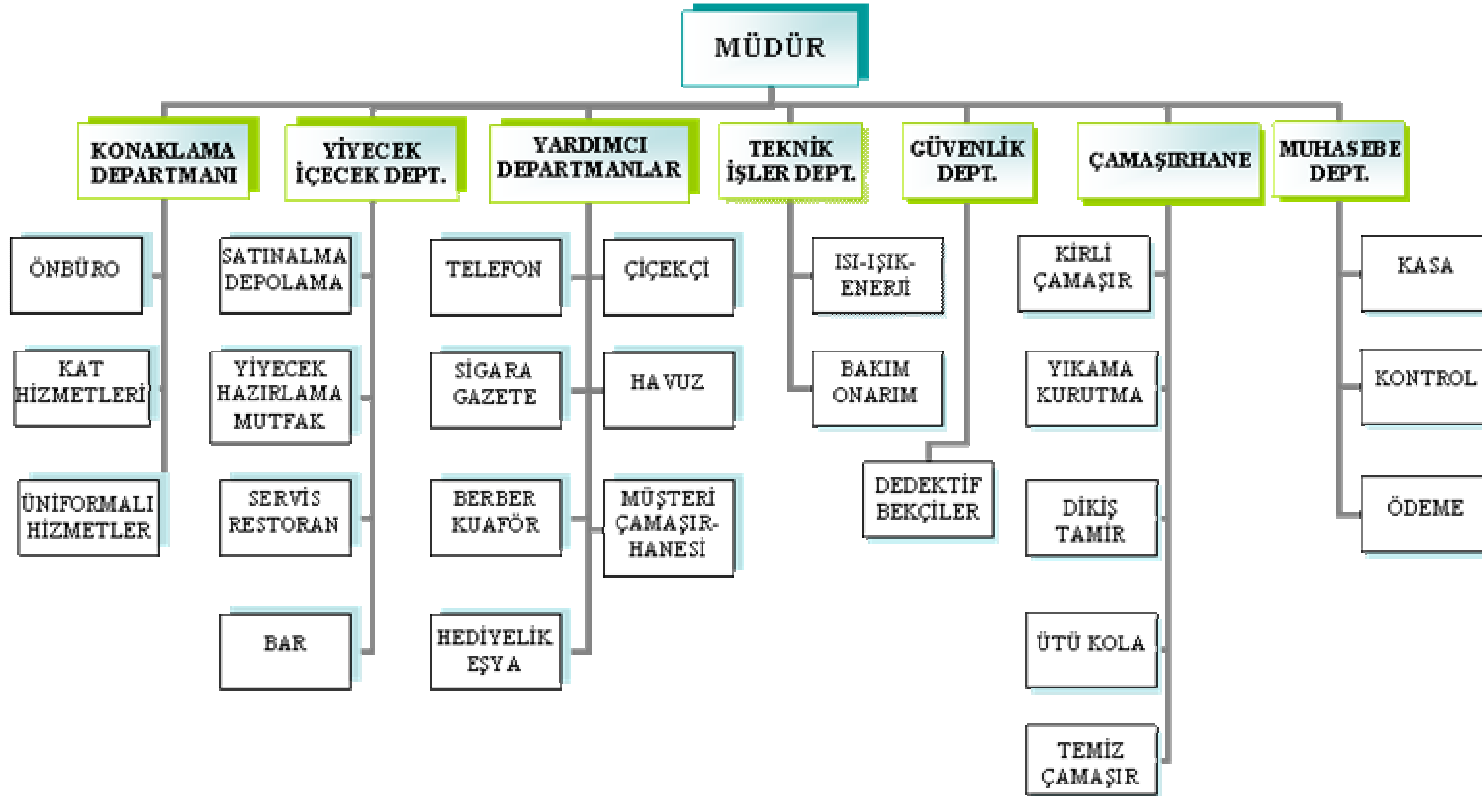 MÜDÜR
KONAKLAMA
DEPARTMANI
YİYECEK
İÇECEK DEPT.
YARDIMCI
DEPARTMANLAR
TEKNİK
İŞLER DEPT.
GÜVENLİK
DEPT.
ÇAMAŞIRHANE
MUHASEBE
DEPT.
ÖNBÜRO
KAT
HİZMETLERİ
ÜNİFORMALI
HİZMETLER
SATINALMA
DEPOLAMA
YİYECEK
HAZIRLAMA
MUTFAK
SERVİS
RESTORAN
BAR
TELEFON
SİGARA
GAZETE
BERBER
KUAFÖR
HEDİYELİK
EŞYA
ÇİÇEKÇİ
HAVUZ
MÜŞTERİ
ÇAMAŞIR-
HANESİ
ISI-IŞIK-
ENERJİ
BAKIM
ONARIM
DEDEKTİF
BEKÇİLER
KİRLİ
ÇAMAŞIR
YIKAMA
KURUTMA
DİKİŞ
TAMİR
ÜTÜ KOLA
TEMİZ
ÇAMAŞIR
KASA
KONTROL
ÖDEME